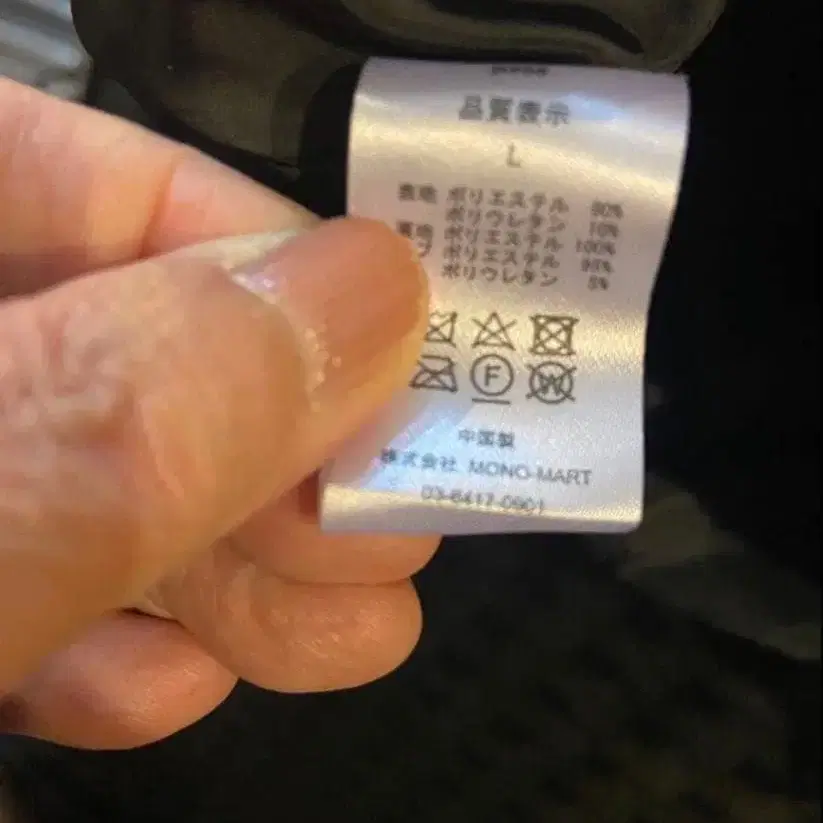 品質表示
L
表地 ポリエステル 90%
ポリウレタン 10%
裏地 ポリエステル 100%
ブ ポリエステル 95%
ポリウレタン 5%
F
W
中国製
株式会社 MONO-MART
03-6417-0901